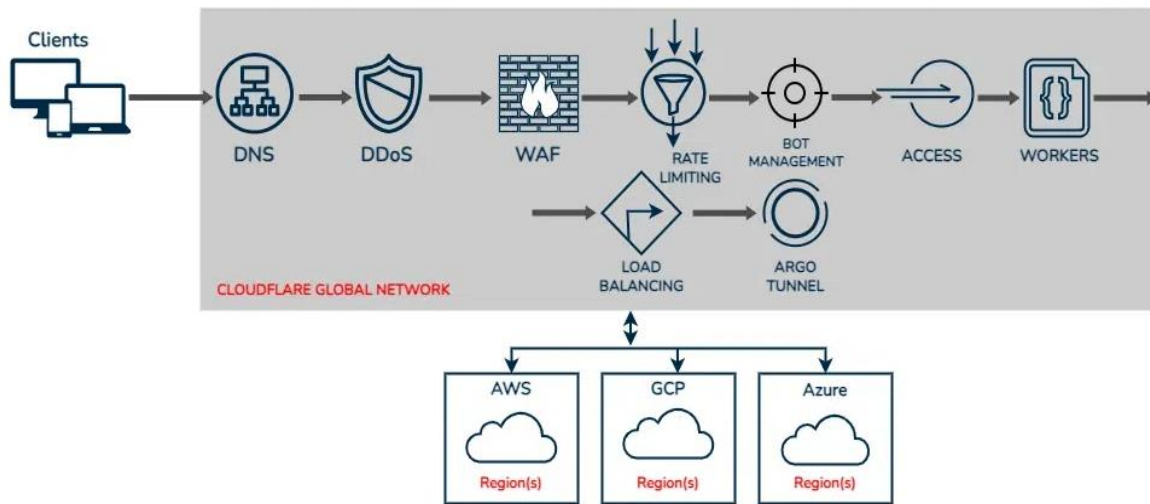 Clients
DNS
DDoS
WAF
RATE
LIMITING
BOT
MANAGEMENT
ACCESS
WORKERS
LOAD
BALANCING
ARGO
TUNNEL
CLOUDFLARE GLOBAL NETWORK
AWS
GCP
Azure
Region(s)
Region(s)
Region(s)